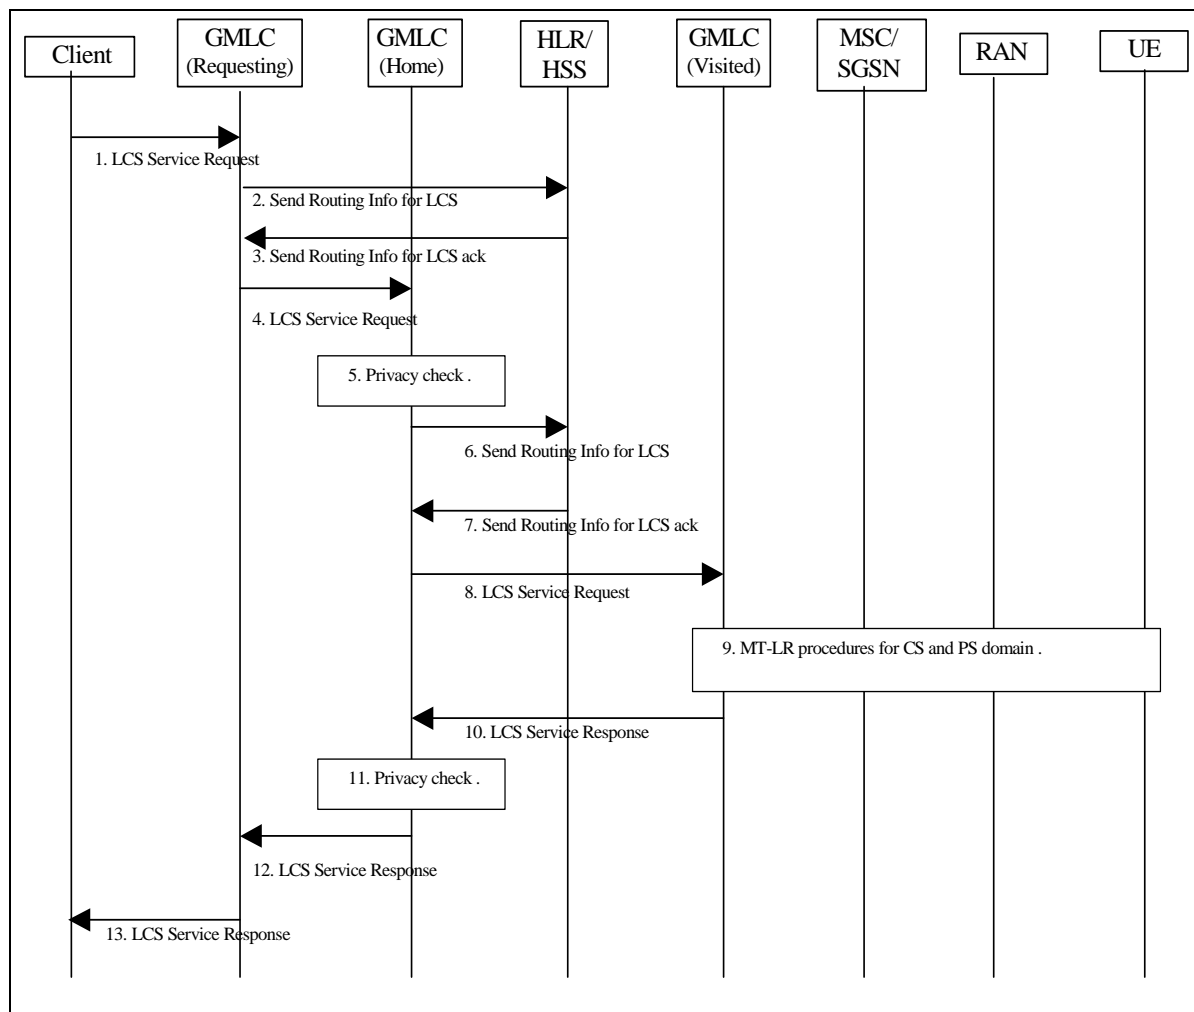 Client
GMLC
(Requesting)
GMLC
(Home)
HLR/
HSS
GMLC
(Visited)
MSC/
SGSN
RAN
UE
1. LCS Service Request
2. Send Routing Info for LCS
3. Send Routing Info for LCS ack
4. LCS Service Request
5. Privacy check .
6. Send Routing Info for LCS
7. Send Routing Info for LCS ack
8. LCS Service Request
9. MT-LR procedures for CS and PS domain .
10. LCS Service Response
11. Privacy check .
12. LCS Service Response
13. LCS Service Response